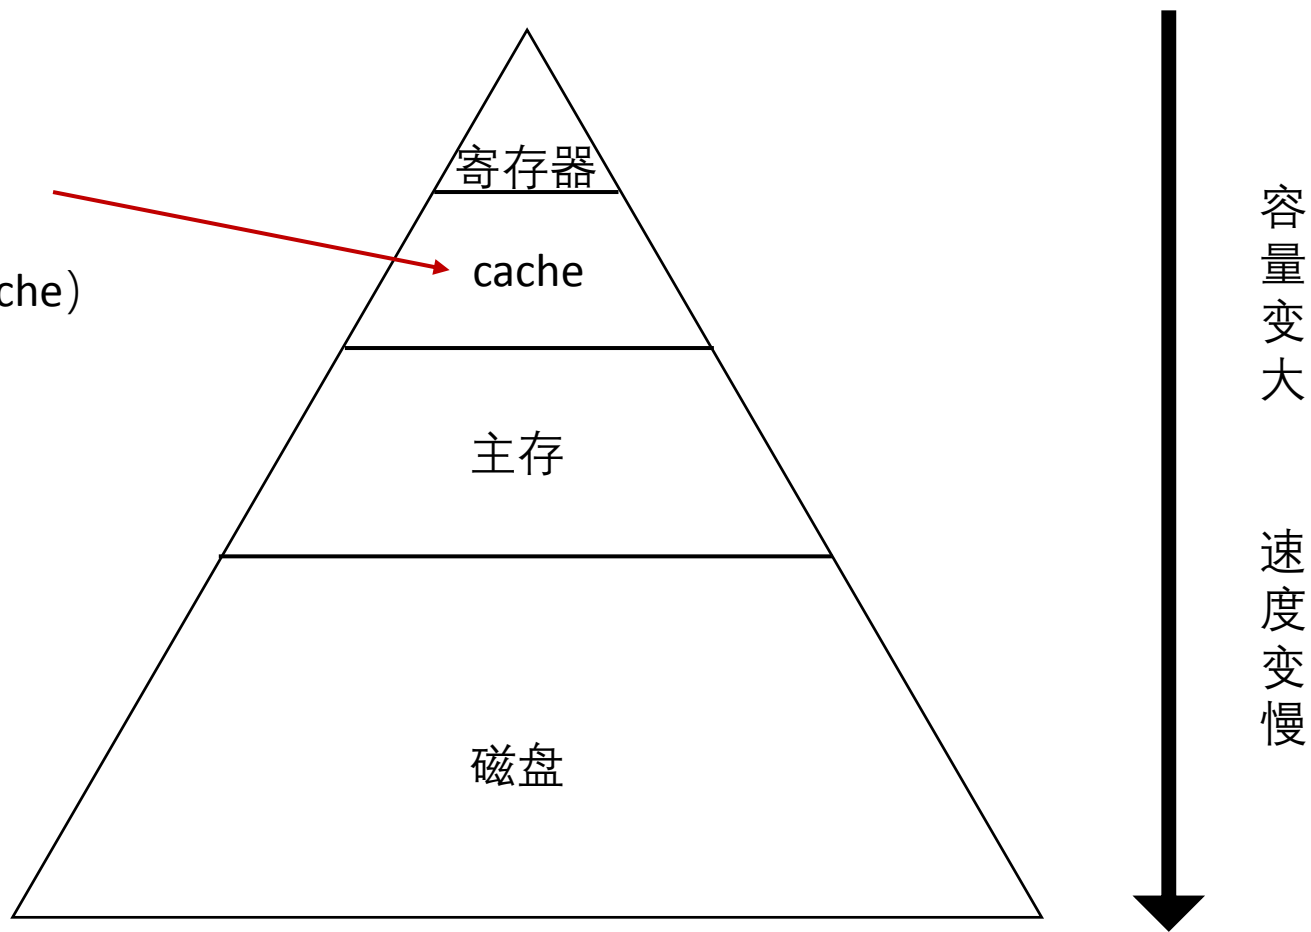 寄存器
cache
che）
主存
磁盘
容量变大
速度变慢